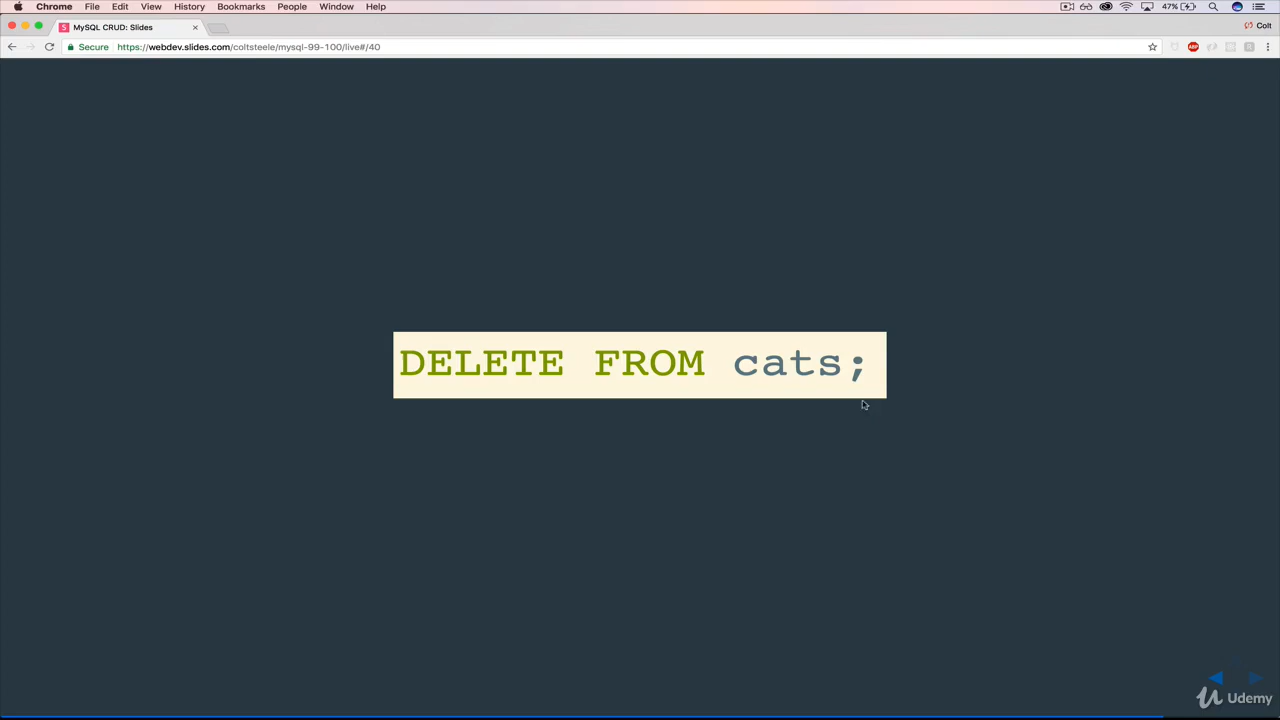 Chrome File Edit View History Bookmarks People Window Help 47%
MySQL CRUD: Slides Colt
Secure https://webdev.slides.com/coltsteele/mysql-99-100/live#/40
DELETE FROM cats;
Udemy